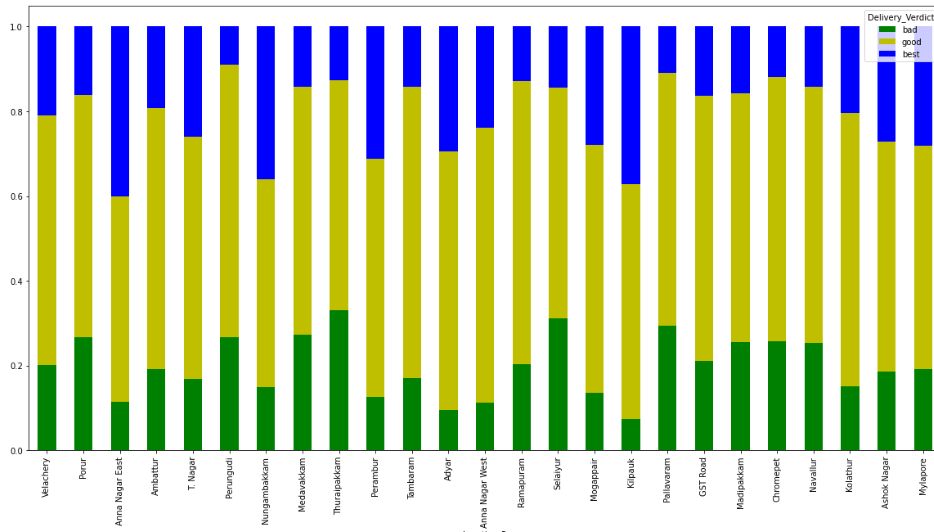 Delivery_Verdict
bad
good
best
1.0
0.8
0.6
0.4
0.2
0.0
Velachery
Porur
Anna Nagar East
Ambattur
T. Nagar
Perungudi
Nungambakkam
Medavakkam
Thuraipakkam
Perambur
Tambaram
Adyar
Anna Nagar West
Ramapuram
Selaiyur
Mogappair
Kilpauk
Pallavaram
GST Road
Madipakkam
Chromepet
Navallur
Kolathur
Ashok Nagar
Mylapore